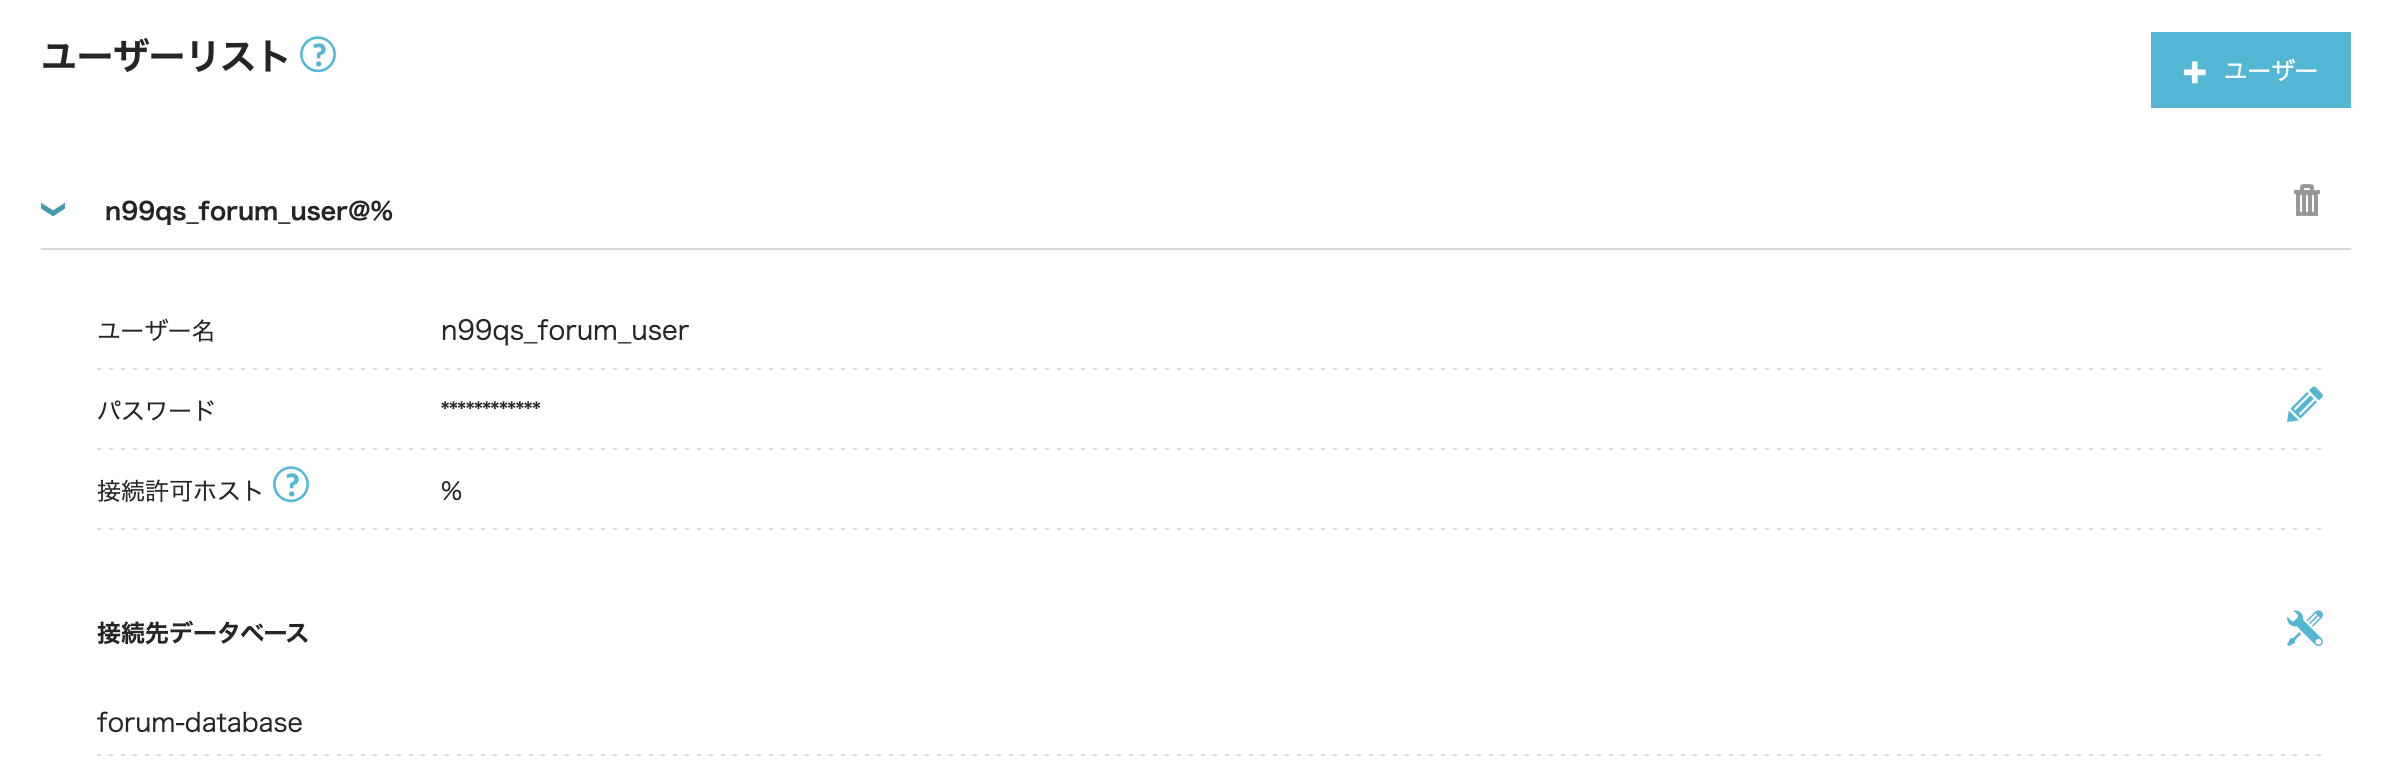 ユーザーリスト ?
+ ユーザー
n99qs_forum_user@%
ユーザー名 n99qs_forum_user
パスワード ************
接続許可ホスト ? %
接続先データベース
forum-database